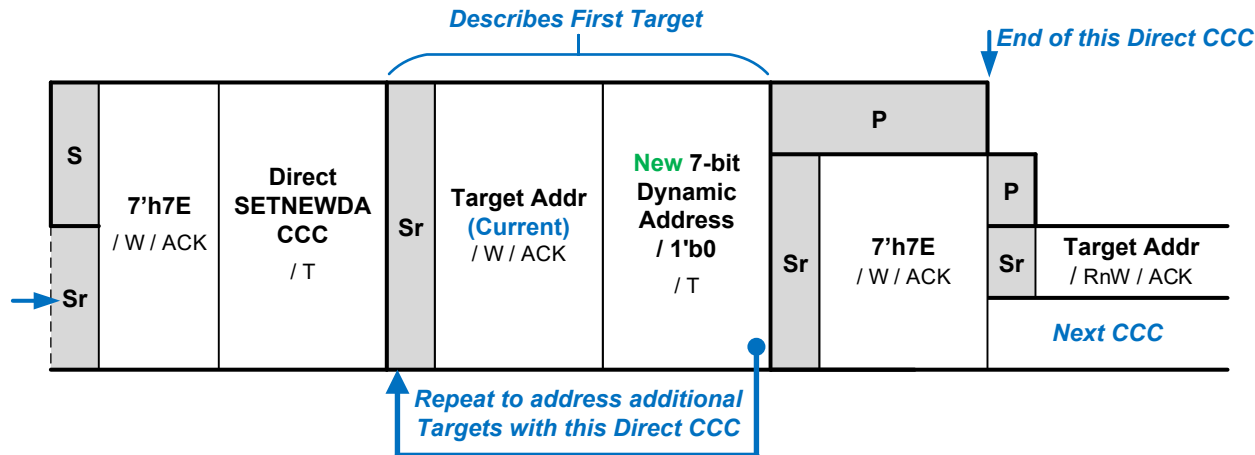 Describes First Target
End of this Direct CCC
S
Sr
7'h7E
/ W / ACK
Direct
SETNEWDA
CCC
/ T
Sr
Target Addr
(Current)
/ W / ACK
New 7-bit
Dynamic
Address
/ 1'b0
/ T
P
Sr
7'h7E
/ W / ACK
P
Sr
Target Addr
/ RnW / ACK
Next CCC
Repeat to address additional
Targets with this Direct CCC